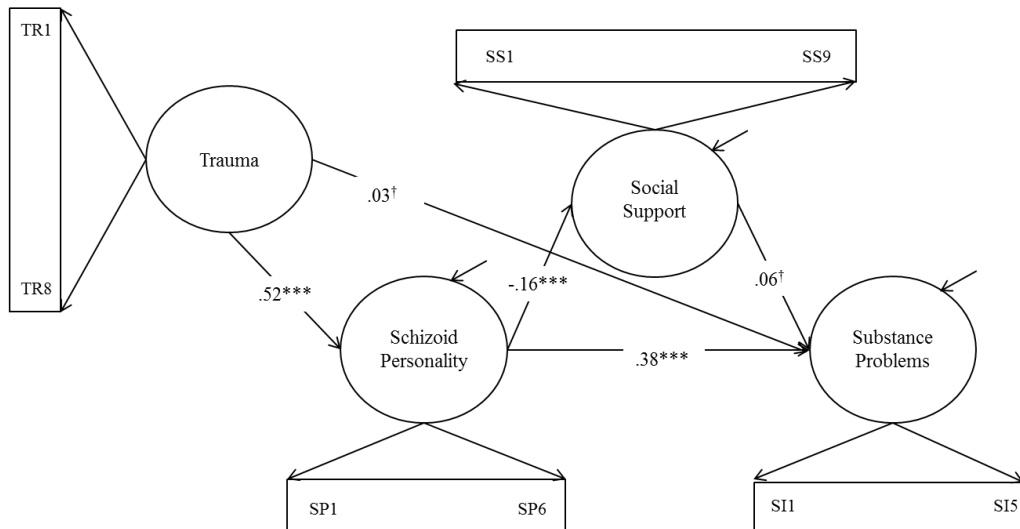 TR1
SS1
SS9
Trauma
Social
Support
.03†
-.16***
.06†
TR8
.52***
Schizoid
Personality
.38***
Substance
Problems
SP1
SP6
SI1
SI5